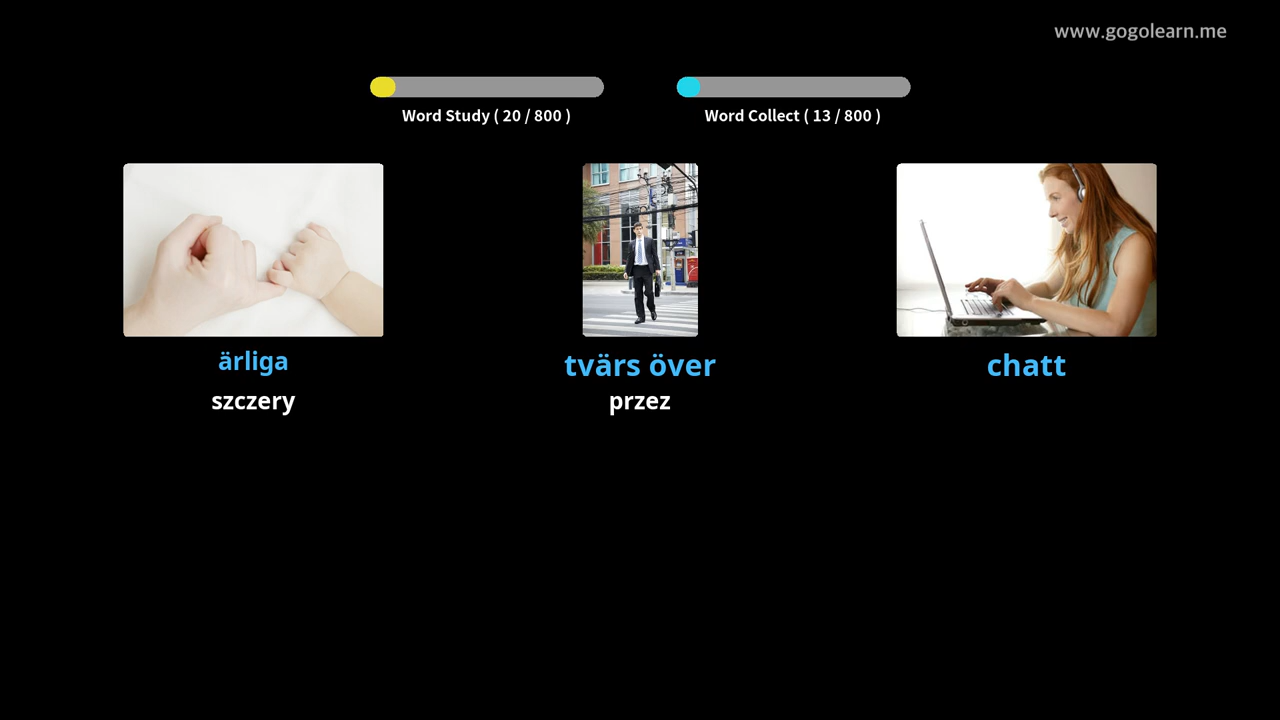 www.gogolearn.me
Word Study ( 20 / 800 )
Word Collect ( 13 / 800 )
ärliga
szczery
tvärs över
przez
chatt